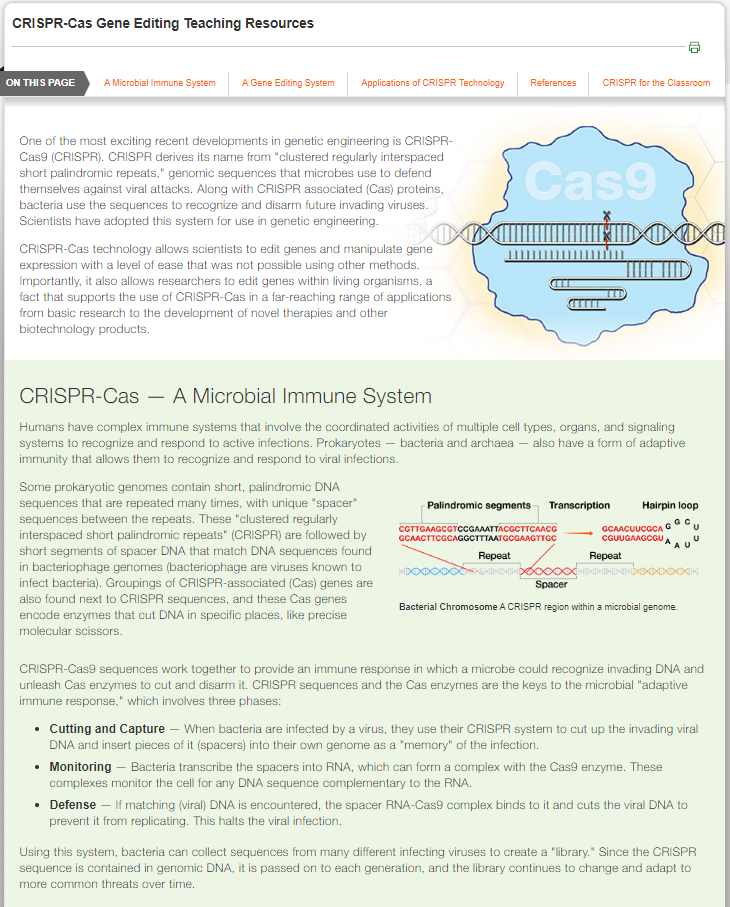 CRISPR-Cas Gene Editing Teaching Resources
ON THIS PAGE
A Microbial Immune System
A Gene Editing System
Applications of CRISPR Technology
References
CRISPR for the Classroom
One of the most exciting recent developments in genetic engineering is CRISPR-
Cas9 (CRISPR). CRISPR derives its name from "clustered regularly interspaced
short palindromic repeats," genomic sequences that microbes use to defend
themselves against viral attacks. Along with CRISPR associated (Cas) proteins,
bacteria use the sequences to recognize and disarm future invading viruses.
Scientists have adopted this system for use in genetic engineering.
CRISPR-Cas technology allows scientists to edit genes and manipulate gene
expression with a level of ease that was not possible using other methods.
Importantly, it also allows researchers to edit genes within living organisms, a
fact that supports the use of CRISPR-Cas in a far-reaching range of applications
from basic research to the development of novel therapies and other
biotechnology products.
Cas9
CRISPR-Cas — A Microbial Immune System
Humans have complex immune systems that involve the coordinated activities of multiple cell types, organs, and signaling
systems to recognize and respond to active infections. Prokaryotes — bacteria and archaea — also have a form of adaptive
immunity that allows them to recognize and respond to viral infections.
Some prokaryotic genomes contain short, palindromic DNA
sequences that are repeated many times, with unique "spacer"
sequences between the repeats. These "clustered regularly
interspaced short palindromic repeats" (CRISPR) are followed by
short segments of spacer DNA that match DNA sequences found
in bacteriophage genomes (bacteriophage are viruses known to
infect bacteria). Groupings of CRISPR-associated (Cas) genes are
also found next to CRISPR sequences, and these Cas genes
encode enzymes that cut DNA in specific places, like precise
molecular scissors.
Palindromic segments
Transcription
Hairpin loop
CGTTGAAGCGTCCGAAATTACGCTTCAACG
GCAACTTCGCAGGCTTTAATGCGAAGTTGC
GCAACUUCGCA G G C U
CGUUGAAGCGU A A U U
Repeat
Repeat
Spacer
Bacterial Chromosome A CRISPR region within a microbial genome.
CRISPR-Cas9 sequences work together to provide an immune response in which a microbe could recognize invading DNA and
unleash Cas enzymes to cut and disarm it. CRISPR sequences and the Cas enzymes are the keys to the microbial "adaptive
immune response," which involves three phases:
• Cutting and Capture — When bacteria are infected by a virus, they use their CRISPR system to cut up the invading viral
DNA and insert pieces of it (spacers) into their own genome as a "memory" of the infection.
• Monitoring — Bacteria transcribe the spacers into RNA, which can form a complex with the Cas9 enzyme. These
complexes monitor the cell for any DNA sequence complementary to the RNA.
• Defense — If matching (viral) DNA is encountered, the spacer RNA-Cas9 complex binds to it and cuts the viral DNA to
prevent it from replicating. This halts the viral infection.
Using this system, bacteria can collect sequences from many different infecting viruses to create a "library." Since the CRISPR
sequence is contained in genomic DNA, it is passed on to each generation, and the library continues to change and adapt to
more common threats over time.